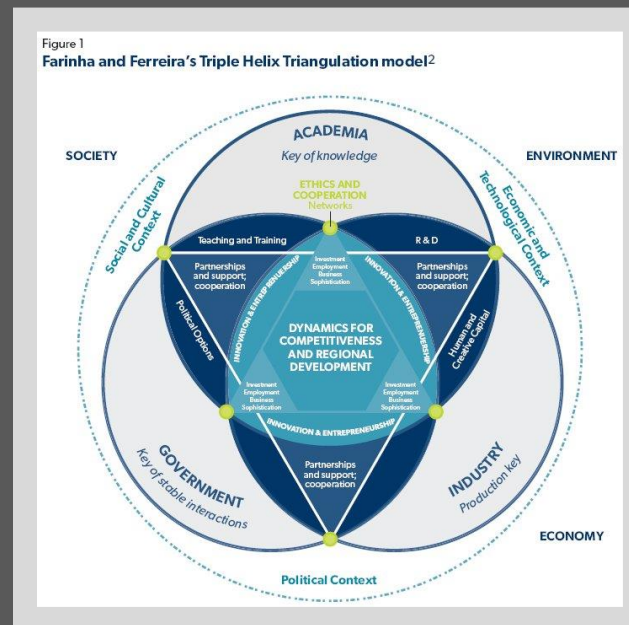 Figure 1
Farinha and Ferreira's Triple Helix Triangulation model2
SOCIETY
ENVIRONMENT
ACADEMIA
Key of knowledge
Social and Cultural
Context
Economic and
Technological Context
ETHICS AND
COOPERATION
Networks
Teaching and Training
R & D
Partnerships
and support;
cooperation
Investment
Employment
Business
Sophistication
Partnerships
and support;
cooperation
INNOVATION & ENTREPRENUERSHIP
INNOVATION & ENTREPRENUERSHIP
Political Options
Human and
Creative Capital
DYNAMICS FOR
COMPETITIVENESS
AND REGIONAL
DEVELOPMENT
Investment
Employment
Business
Sophistication
Investment
Employment
Business
Sophistication
INNOVATION & ENTREPRENEURSHIP
GOVERNMENT
Key of stable interactions
Partnerships
and support;
cooperation
INDUSTRY
Production key
ECONOMY
Political Context